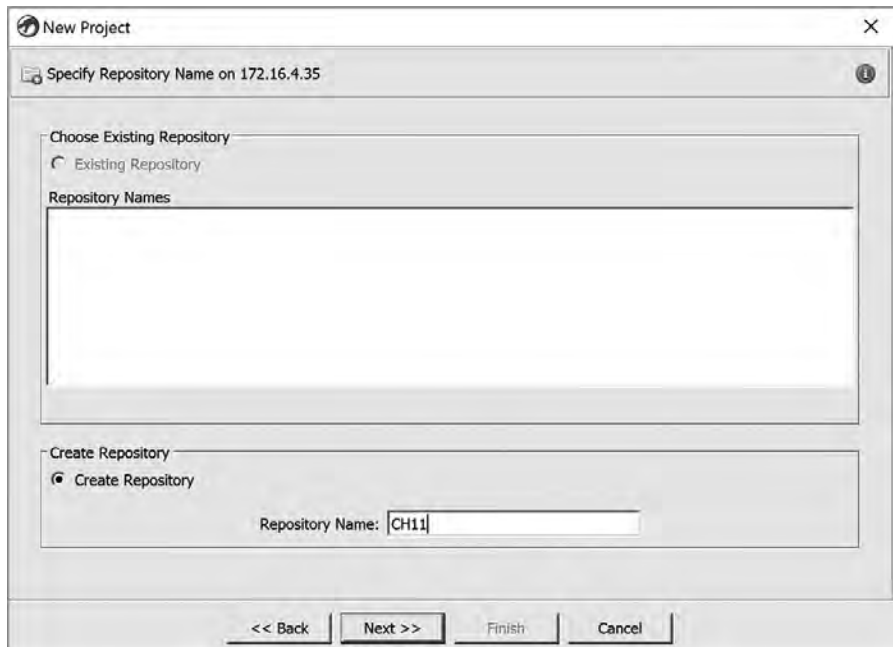 New Project
Specify Repository Name on 172.16.4.35
Choose Existing Repository
Existing Repository
Repository Names
Create Repository
Create Repository
Repository Name: CH11
<< Back Next >> Finish Cancel